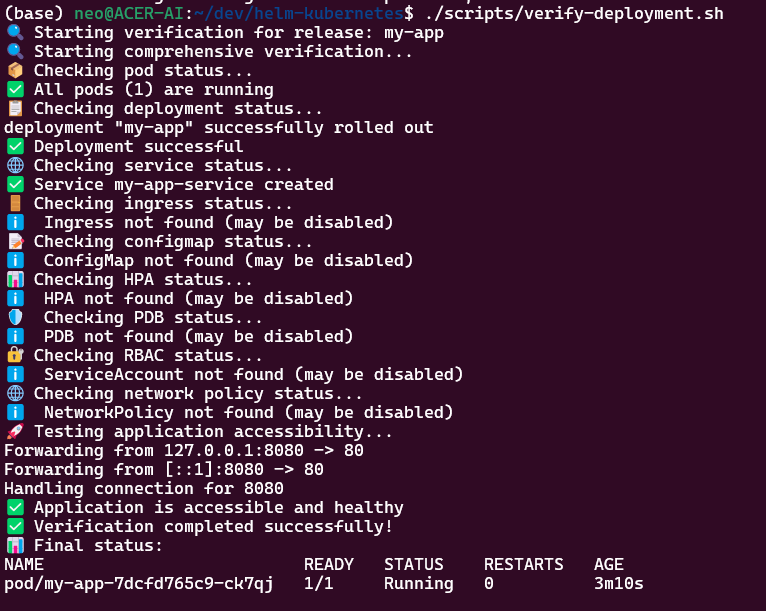 (base) neo@ACER-AI:~/dev/helm-kubernetes$ ./scripts/verify-deployment.sh
🔍 Starting verification for release: my-app
🔍 Starting comprehensive verification...
📦 Checking pod status...
✅ All pods (1) are running
📋 Checking deployment status...
deployment "my-app" successfully rolled out
✅ Deployment successful
🌐 Checking service status...
✅ Service my-app-service created
🚪 Checking ingress status...
ℹ️ Ingress not found (may be disabled)
📝 Checking configmap status...
ℹ️ ConfigMap not found (may be disabled)
📊 Checking HPA status...
ℹ️ HPA not found (may be disabled)
🛡️ Checking PDB status...
ℹ️ PDB not found (may be disabled)
🔐 Checking RBAC status...
ℹ️ ServiceAccount not found (may be disabled)
🌐 Checking network policy status...
ℹ️ NetworkPolicy not found (may be disabled)
🚀 Testing application accessibility...
Forwarding from 127.0.0.1:8080 -> 80
Forwarding from [::1]:8080 -> 80
Handling connection for 8080
✅ Application is accessible and healthy
✅ Verification completed successfully!
📊 Final status:
NAME READY STATUS RESTARTS AGE
pod/my-app-7dcfd765c9-ck7qj 1/1 Running 0 3m10s